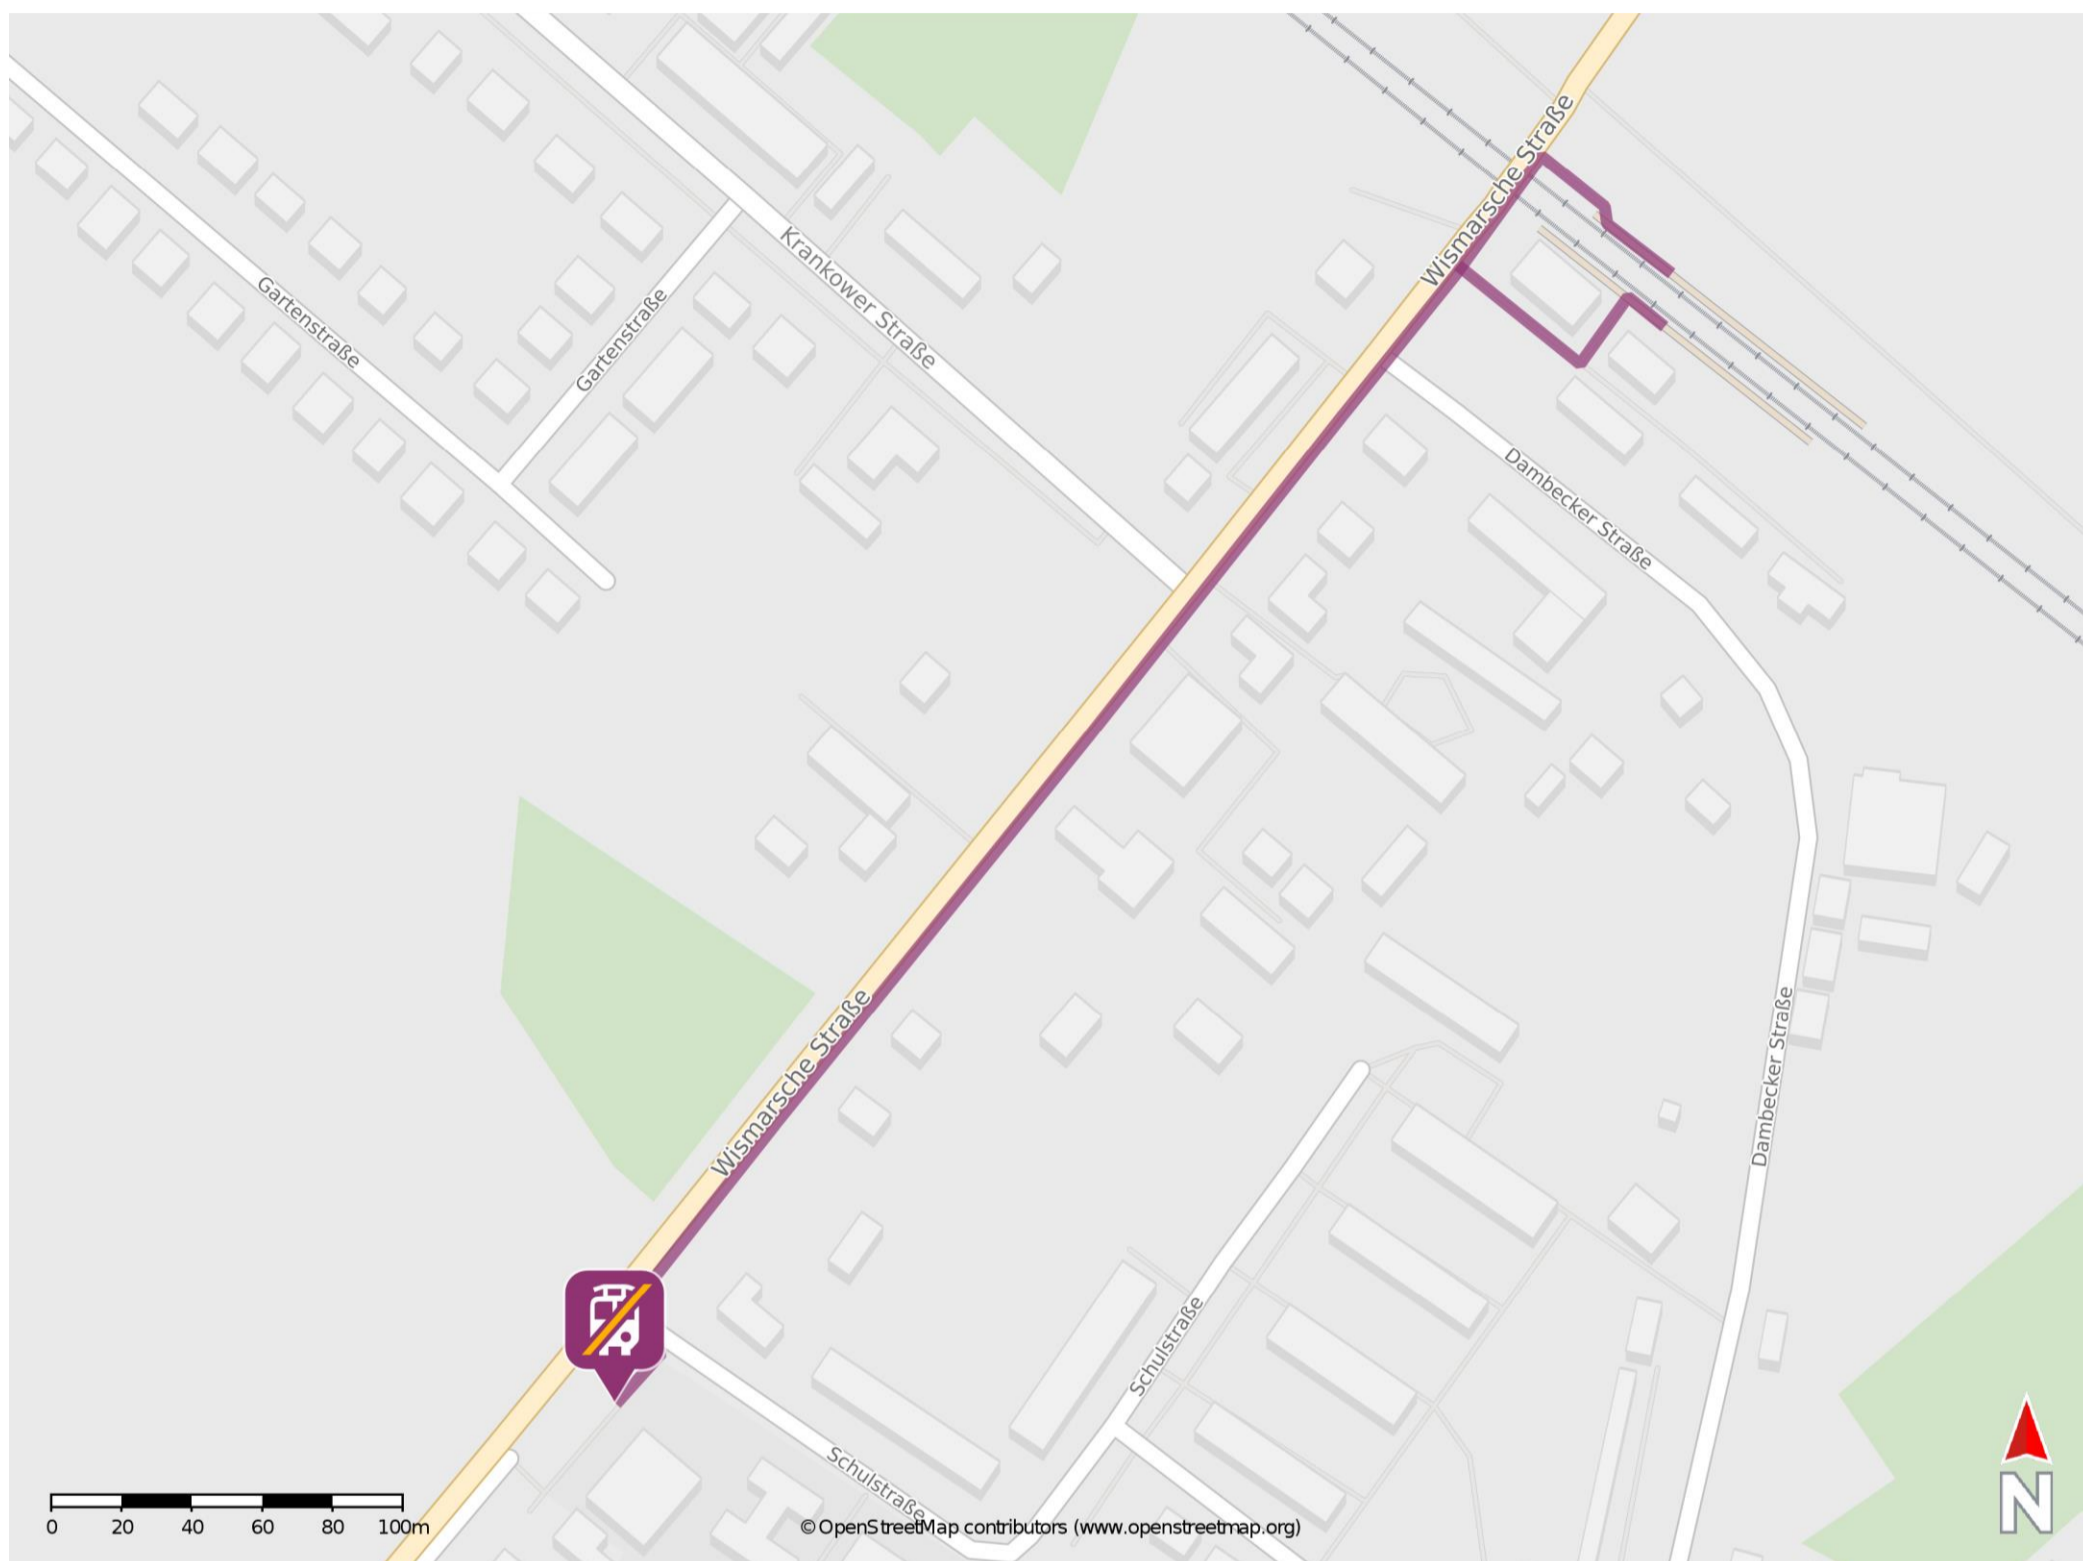 Wismarsche Straße
Krankower Straße
Gartenstraße
Gartenstraße
Dambecker Straße
Wismarsche Straße
Dambecker Straße
Schulstraße
Schulstraße
N
0 20 40 60 80 100m
© OpenStreetMap contributors (www.openstreetmap.org)